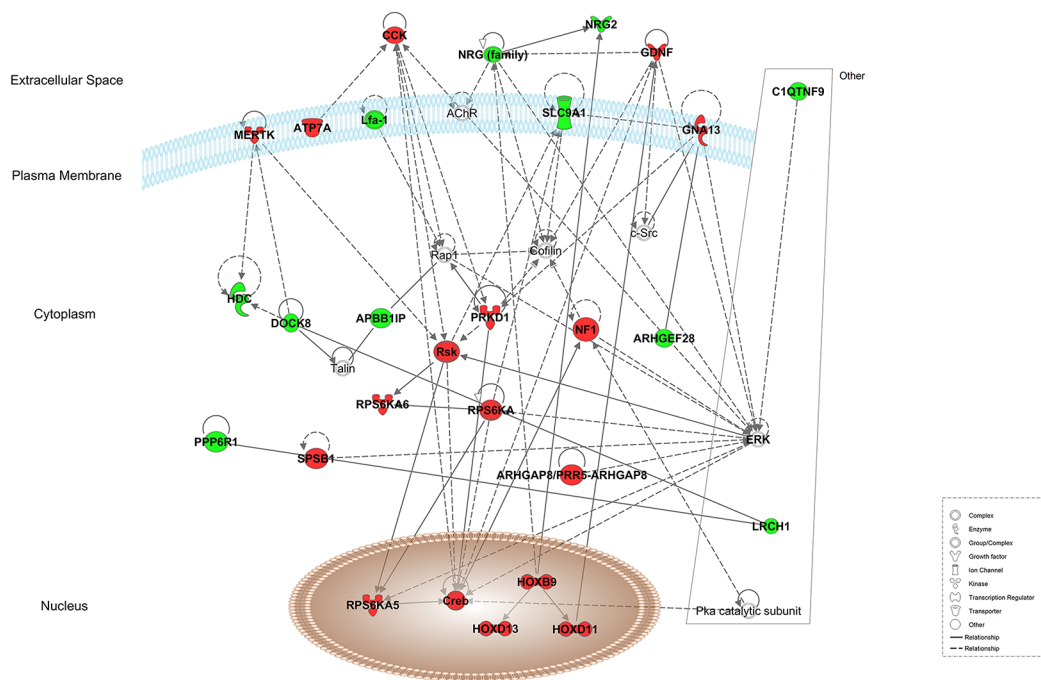 NRG2
CCK
NRG (family)
GDNF
Extracellular Space
Other
C1QTNF9
AChR
SLC9A1
Lfa-1
ATP7A
MERTK
GNA13
Plasma Membrane
c-Src
Rap1
Cofilin
HDC
Cytoplasm
DOCK8
APBB1IP
PRKD1
NF1
ARHGEF28
Rsk
Talin
RPS6KA6
RPS6KA
PPP6R1
ERK
SPSB1
ARHGAP8/PRR5-ARHGAP8
LRCH1
HOXB9
Nucleus
RPS6KA5
Creb
Pka catalytic subunit
HOXD13
HOXD11
Complex
Enzyme
Group/Complex
Growth factor
Ion Channel
Kinase
Transcription Regulator
Transporter
Other
Relationship
Relationship